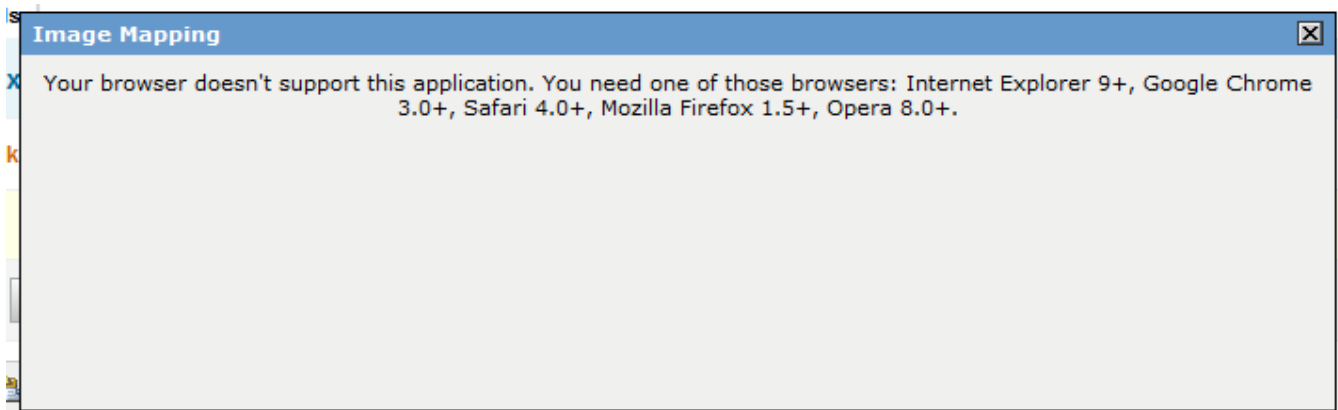 Image Mapping
Your browser doesn't support this application. You need one of those browsers: Internet Explorer 9+, Google Chrome
3.0+, Safari 4.0+, Mozilla Firefox 1.5+, Opera 8.0+.